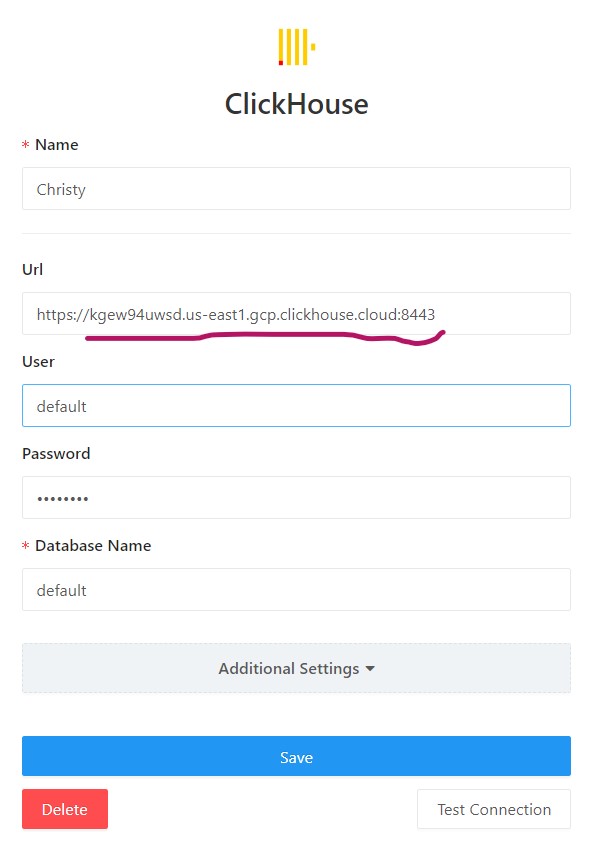 ClickHouse
* Name
Christy
Url
https://kgew94uwsd.us-east1.gcp.clickhouse.cloud:8443
User
default
Password
••••••••
* Database Name
default
Additional Settings
Save
Delete
Test Connection